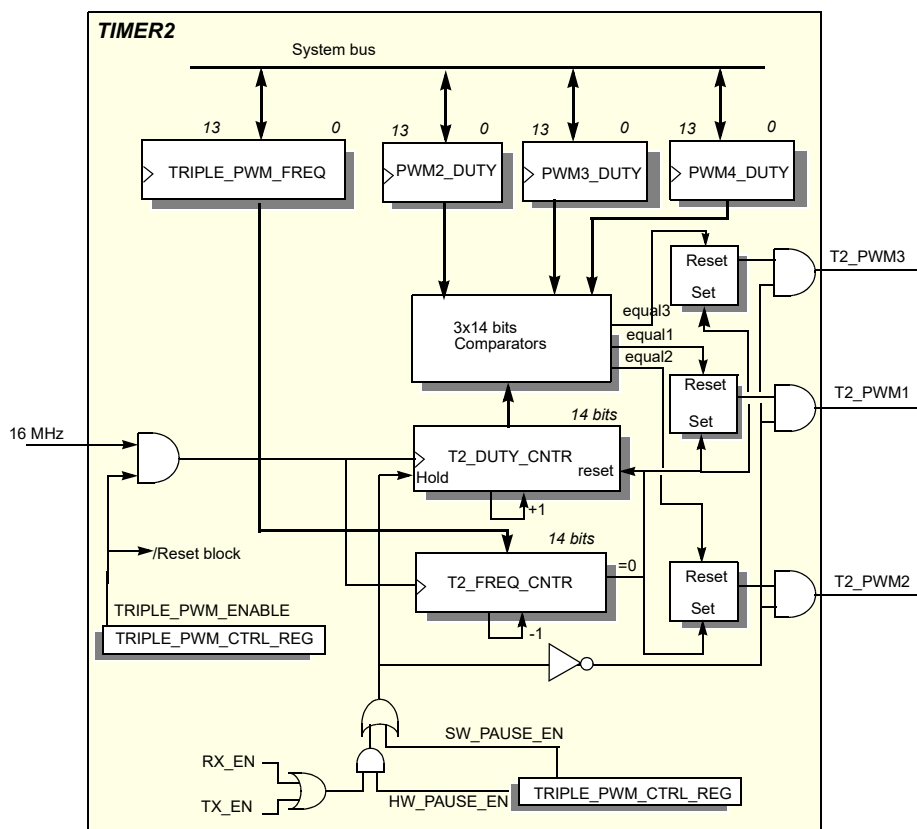 TIMER2
System bus
13 0 13 0 13 0 13 0
TRIPLE_PWM_FREQ
PWM2_DUTY
PWM3_DUTY
PWM4_DUTY
Reset
Set
T2_PWM3
3x14 bits
Comparators
equal3
equal1
equal2
Reset
Set
T2_PWM1
14 bits
16 MHz
T2_DUTY_CNTR
Hold
reset
+1
14 bits
/Reset block
T2_FREQ_CNTR
=0
-1
Reset
Set
T2_PWM2
TRIPLE_PWM_ENABLE
TRIPLE_PWM_CTRL_REG
SW_PAUSE_EN
RX_EN
TX_EN
HW_PAUSE_EN
TRIPLE_PWM_CTRL_REG